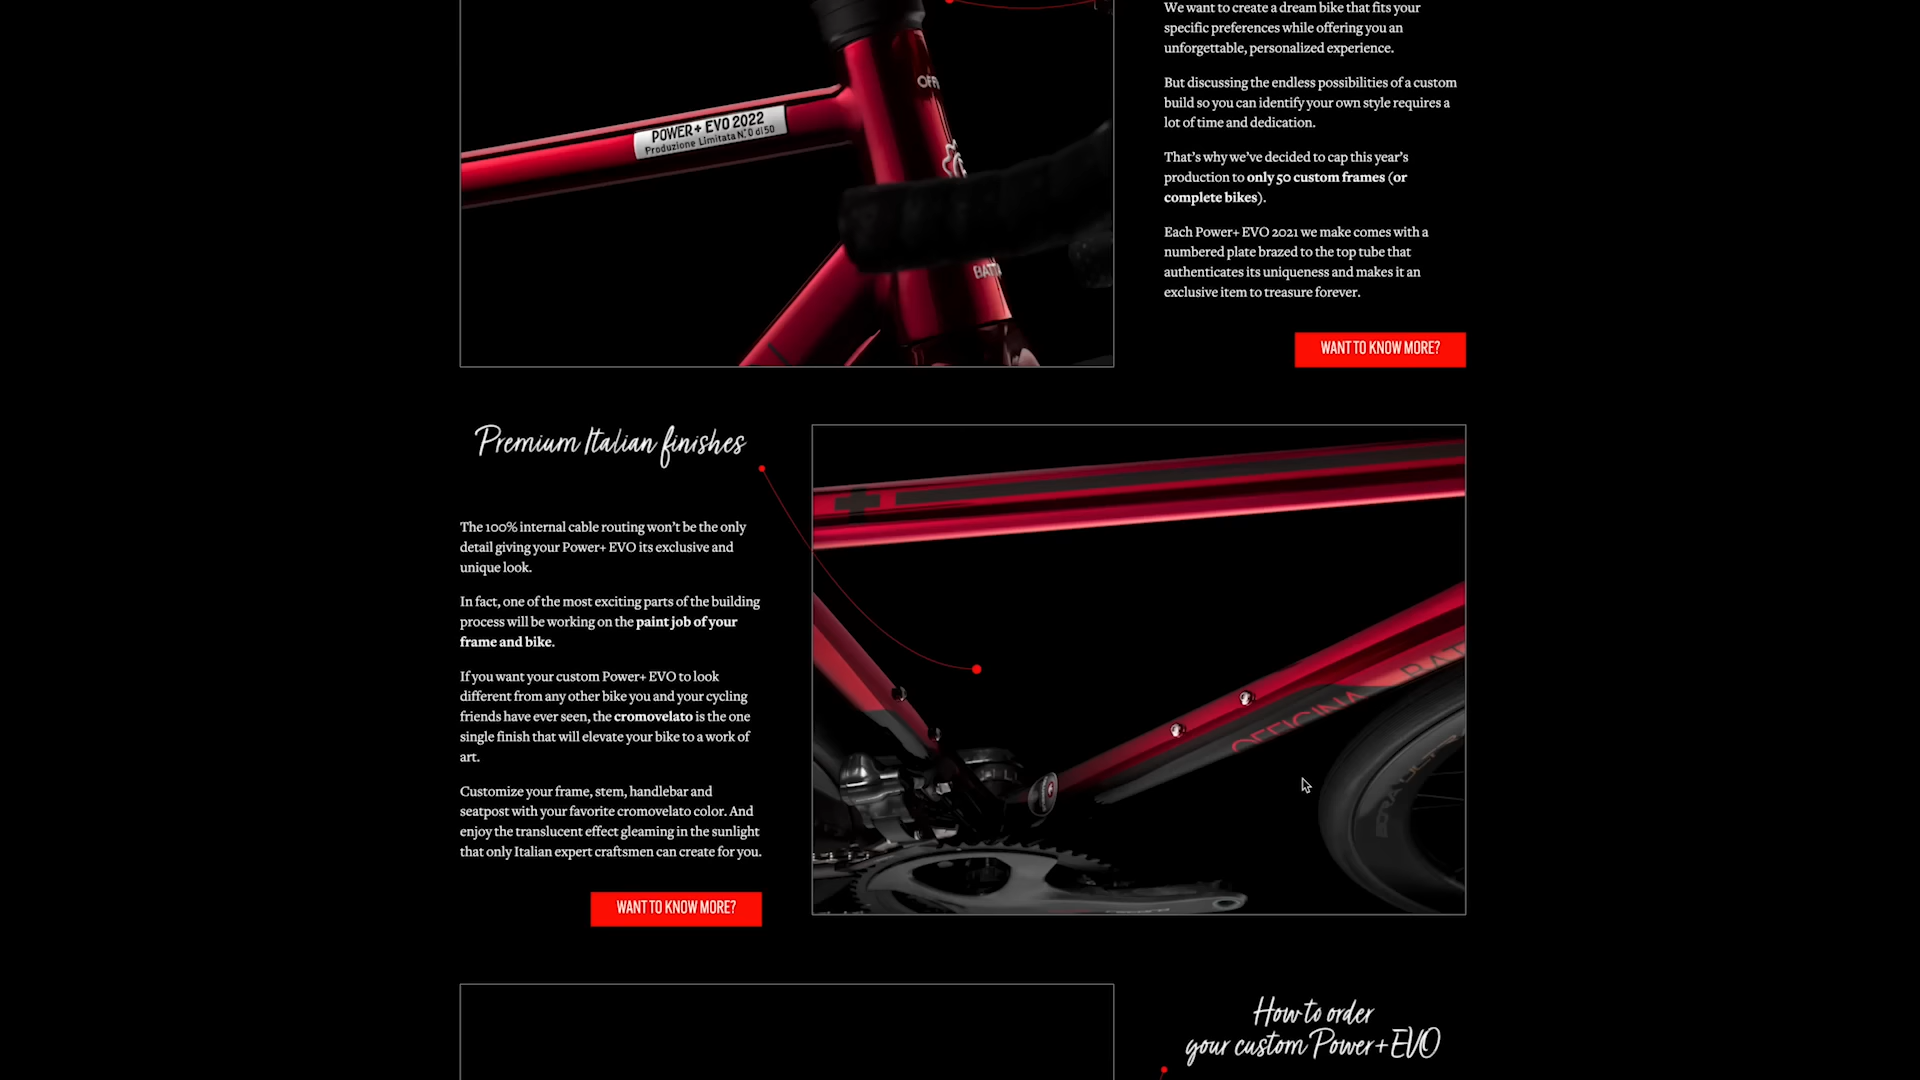 We want to create a dream bike that fits your
specific preferences while offering you an
unforgettable, personalized experience.
But discussing the endless possibilities of a custom
build so you can identify your own style requires a
lot of time and dedication.
That’s why we’ve decided to cap this year’s
production to only 50 custom frames (or
complete bikes).
Each Power+ EVO 2021 we make comes with a
numbered plate brazed to the top tube that
authenticates its uniqueness and makes it an
exclusive item to treasure forever.
WANT TO KNOW MORE?
POWER+ EVO 2022
Produzione Limitata N.° 0 di 50
OFFI
BATTA
Premium Italian finishes
The 100% internal cable routing won’t be the only
detail giving your Power+ EVO its exclusive and
unique look.
In fact, one of the most exciting parts of the building
process will be working on the paint job of your
frame and bike.
If you want your custom Power+ EVO to look
different from any other bike you and your cycling
friends have ever seen, the cromovelato is the one
single finish that will elevate your bike to a work of
art.
Customize your frame, stem, handlebar and
seatpost with your favorite cromovelato color. And
enjoy the translucent effect gleaming in the sunlight
that only Italian expert craftsmen can create for you.
WANT TO KNOW MORE?
OFFICINA BAT
How to order
your custom Power+ EVO